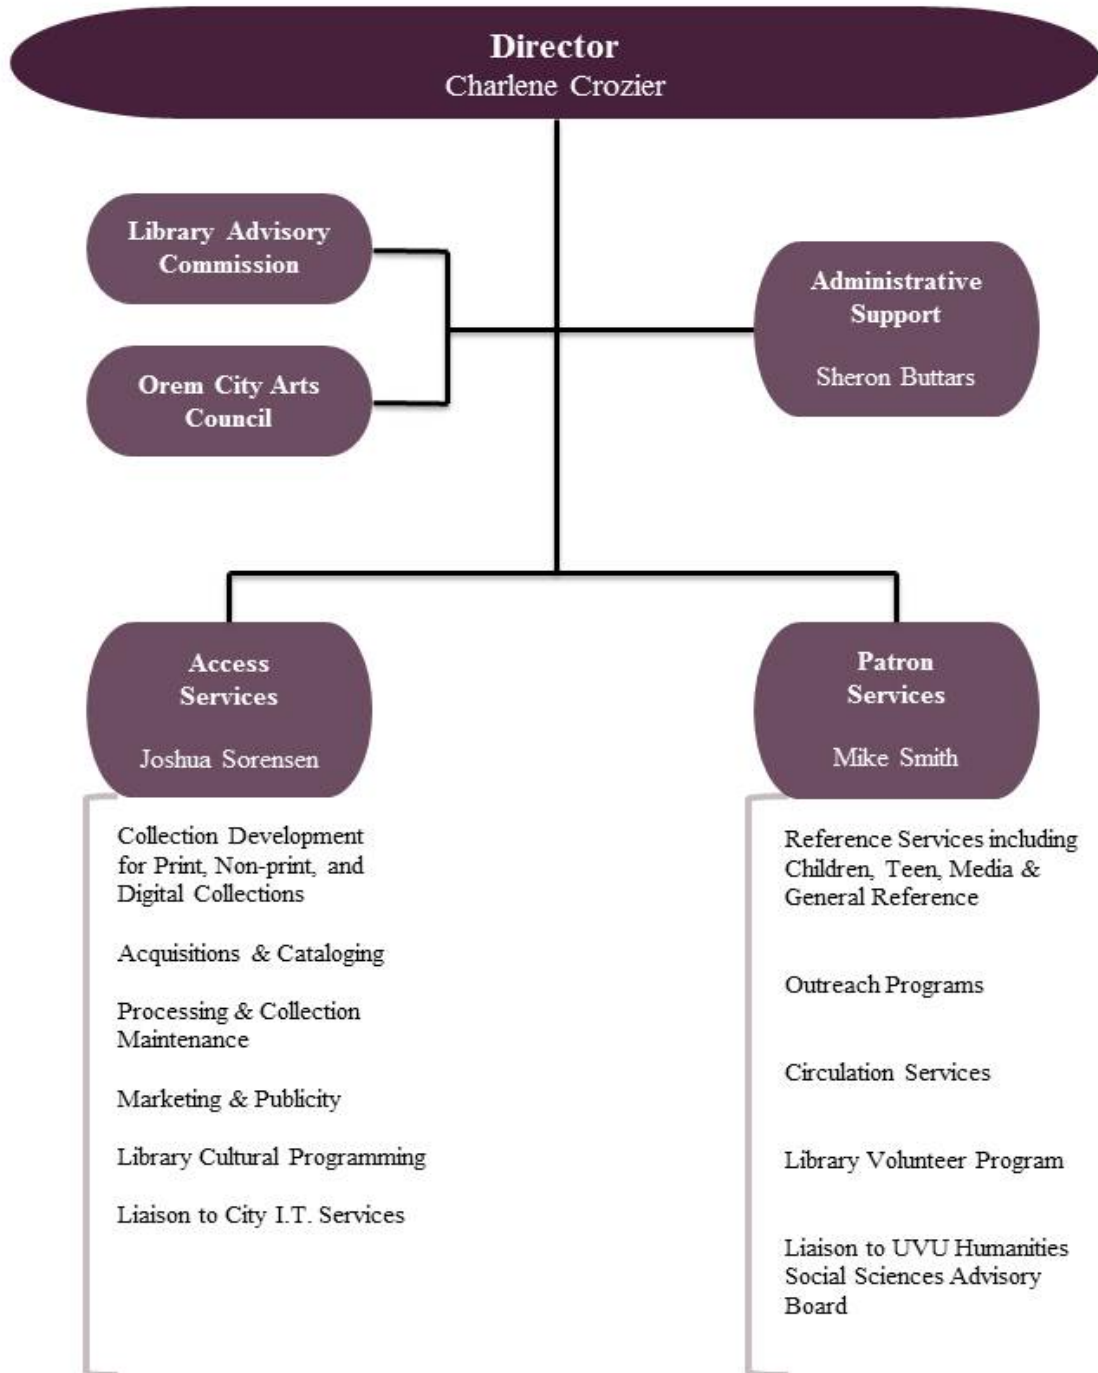 Director
Charlene Crozier
Library Advisory
Commission
Orem City Arts
Council
Administrative
Support
Sheron Buttars
Access
Services
Joshua Sorensen
Collection Development
for Print, Non-print, and
Digital Collections
Acquisitions & Cataloging
Processing & Collection
Maintenance
Marketing & Publicity
Library Cultural Programming
Liaison to City I.T. Services
Patron
Services
Mike Smith
Reference Services including
Children, Teen, Media &
General Reference
Outreach Programs
Circulation Services
Library Volunteer Program
Liaison to UVU Humanities
Social Sciences Advisory
Board